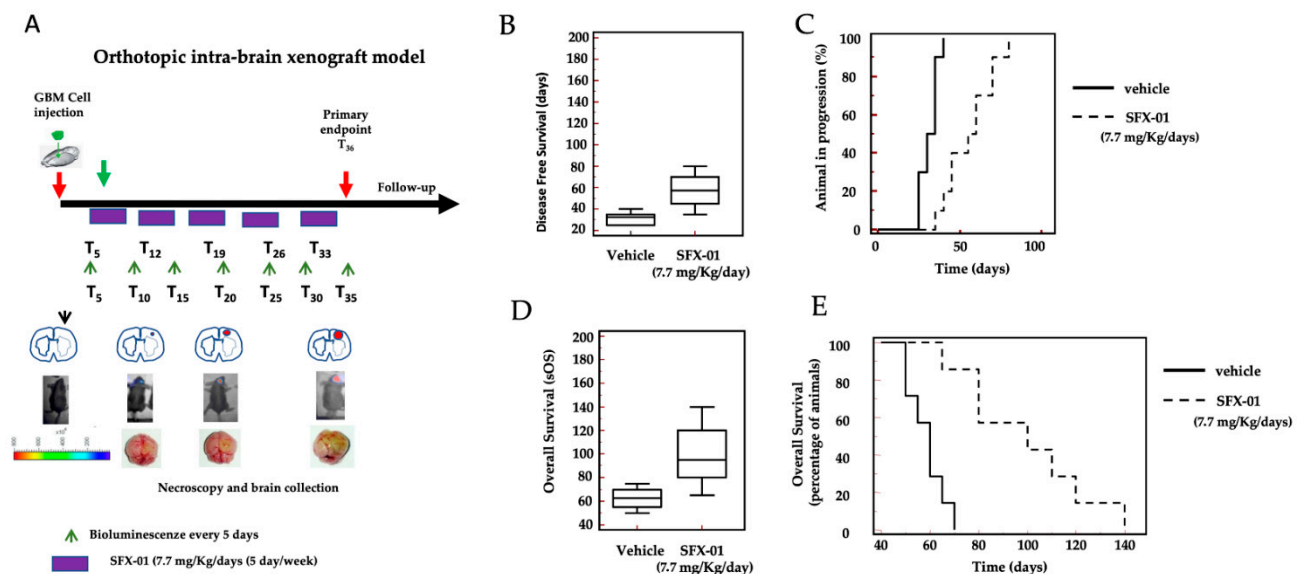 A
Orthotopic intra-brain xenograft model
GBM Cell
injection
Primary
endpoint
T36
Follow-up
T5 T12 T19 T26 T33
T5 T10 T15 T20 T25 T30 T35
Necroscopy and brain collection
Bioluminescenze every 5 days
SFX-01 (7.7 mg/Kg/days (5 day/week)
B
Disease Free Survival (days)
200
180
160
140
120
100
80
60
40
20
Vehicle SFX-01
(7.7 mg/Kg/day)
C
Animal in progression (%)
100
80
60
40
20
0
0 50 100
Time (days)
vehicle
SFX-01
(7.7 mg/Kg/days)
D
Overall Survival (sOS)
200
180
160
140
120
100
80
60
40
Vehicle SFX-01
(7.7 mg/Kg/day)
E
Overall Survival
(percentage of animals)
100
80
60
40
20
0
40 60 80 100 120 140
Time (days)
vehicle
SFX-01
(7.7 mg/Kg/days)